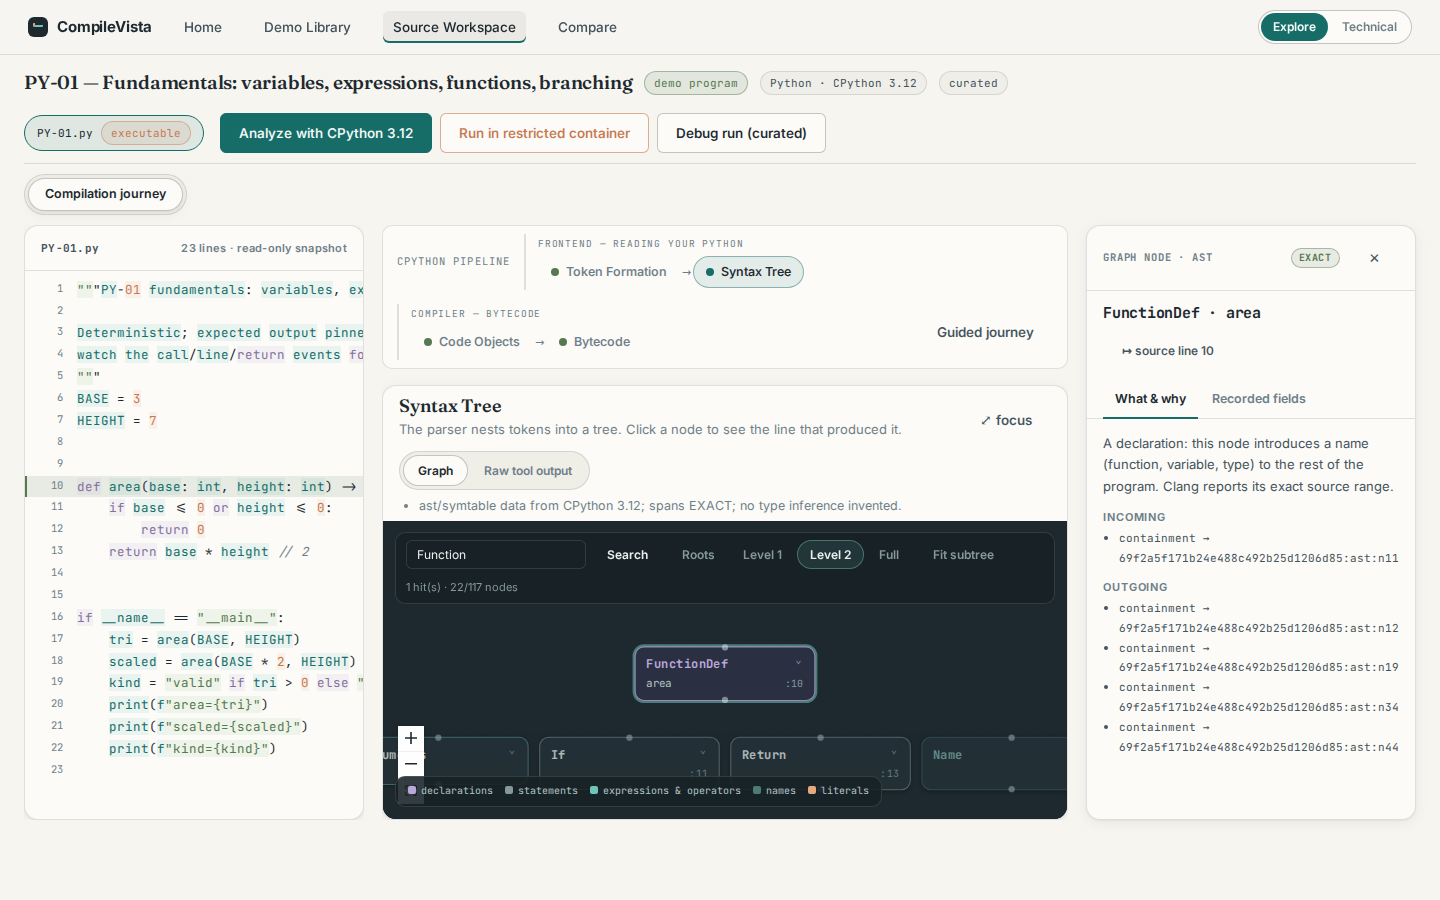 CompileVista Home Demo Library Source Workspace Compare Explore Technical
PY-01 — Fundamentals: variables, expressions, functions, branching demo program Python · CPython 3.12 curated
PY-01.py executable Analyze with CPython 3.12 Run in restricted container Debug run (curated)
Compilation journey
PY-01.py 23 lines · read-only snapshot
1 """PY-01 fundamentals: variables, ex
2
3 Deterministic; expected output pinne
4 watch the call/line/return events fo
5 """
6 BASE = 3
7 HEIGHT = 7
8
9
10 def area(base: int, height: int) →
11 if base ⩽ 0 or height ⩽ 0:
12 return 0
13 return base * height // 2
14
15
16 if __name__ == "__main__":
17 tri = area(BASE, HEIGHT)
18 scaled = area(BASE * 2, HEIGHT)
19 kind = "valid" if tri > 0 else "
20 print(f"area={tri}")
21 print(f"scaled={scaled}")
22 print(f"kind={kind}")
23
CPYTHON PIPELINE
FRONTEND — READING YOUR PYTHON
Token Formation → Syntax Tree
COMPILER — BYTECODE
Code Objects → Bytecode
Guided journey
Syntax Tree
The parser nests tokens into a tree. Click a node to see the line that produced it.
⤢ focus
Graph Raw tool output
• ast/symtable data from CPython 3.12; spans EXACT; no type inference invented.
Function Search Roots Level 1 Level 2 Full Fit subtree
1 hit(s) · 22/117 nodes
FunctionDef
area :10
If
:11
Return
:13
Name
+
−
declarations statements expressions & operators names literals
GRAPH NODE · AST EXACT ✕
FunctionDef · area
↦ source line 10
What & why Recorded fields
A declaration: this node introduces a name
(function, variable, type) to the rest of the
program. Clang reports its exact source range.
INCOMING
• containment →
69f2a5f171b24e488c492b25d1206d85:ast:n11
OUTGOING
• containment →
69f2a5f171b24e488c492b25d1206d85:ast:n12
• containment →
69f2a5f171b24e488c492b25d1206d85:ast:n19
• containment →
69f2a5f171b24e488c492b25d1206d85:ast:n34
• containment →
69f2a5f171b24e488c492b25d1206d85:ast:n44